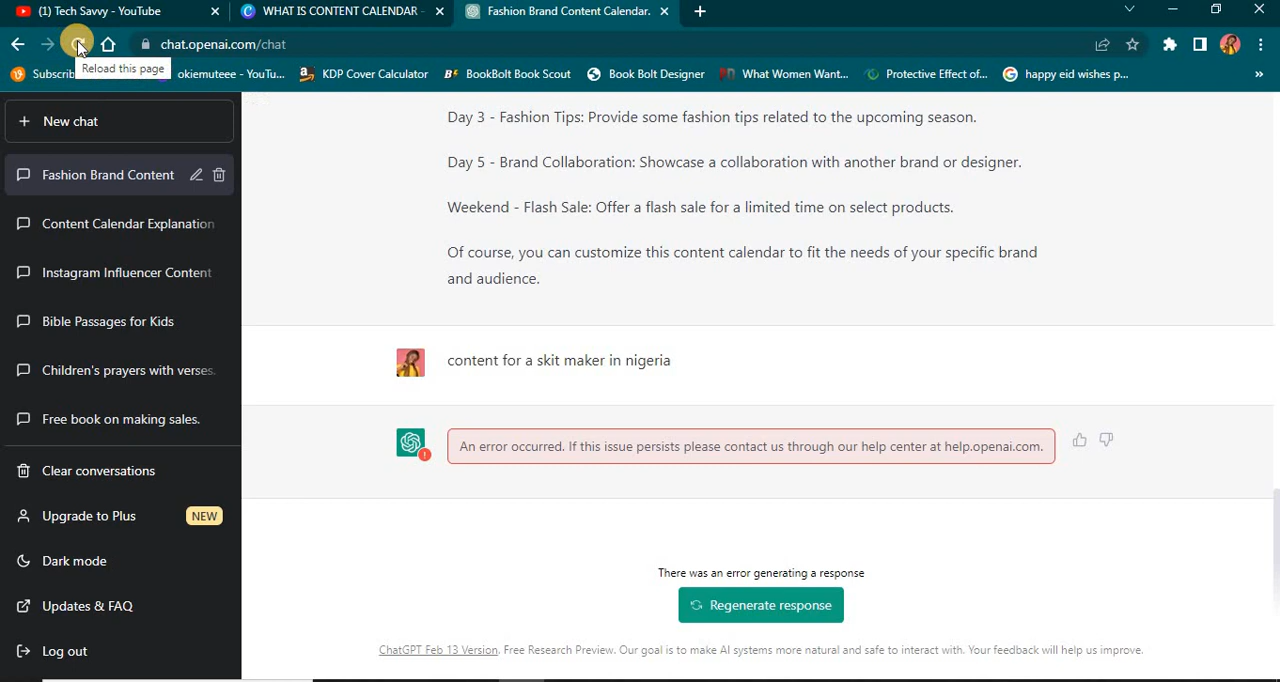 (1) Tech Savvy - YouTube
WHAT IS CONTENT CALENDAR -
Fashion Brand Content Calendar.
chat.openai.com/chat
Reload this page
Subscrib
okiemuteee - YouTu...
KDP Cover Calculator
BookBolt Book Scout
Book Bolt Designer
What Women Want...
Protective Effect of...
happy eid wishes p...
»
New chat
Fashion Brand Content
Content Calendar Explanation
Instagram Influencer Content
Bible Passages for Kids
Children's prayers with verses.
Free book on making sales.
Clear conversations
Upgrade to Plus
NEW
Dark mode
Updates & FAQ
Log out
Day 3 - Fashion Tips: Provide some fashion tips related to the upcoming season.
Day 5 - Brand Collaboration: Showcase a collaboration with another brand or designer.
Weekend - Flash Sale: Offer a flash sale for a limited time on select products.
Of course, you can customize this content calendar to fit the needs of your specific brand
and audience.
content for a skit maker in nigeria
An error occurred. If this issue persists please contact us through our help center at help.openai.com.
There was an error generating a response
Regenerate response
ChatGPT Feb 13 Version. Free Research Preview. Our goal is to make AI systems more natural and safe to interact with. Your feedback will help us improve.